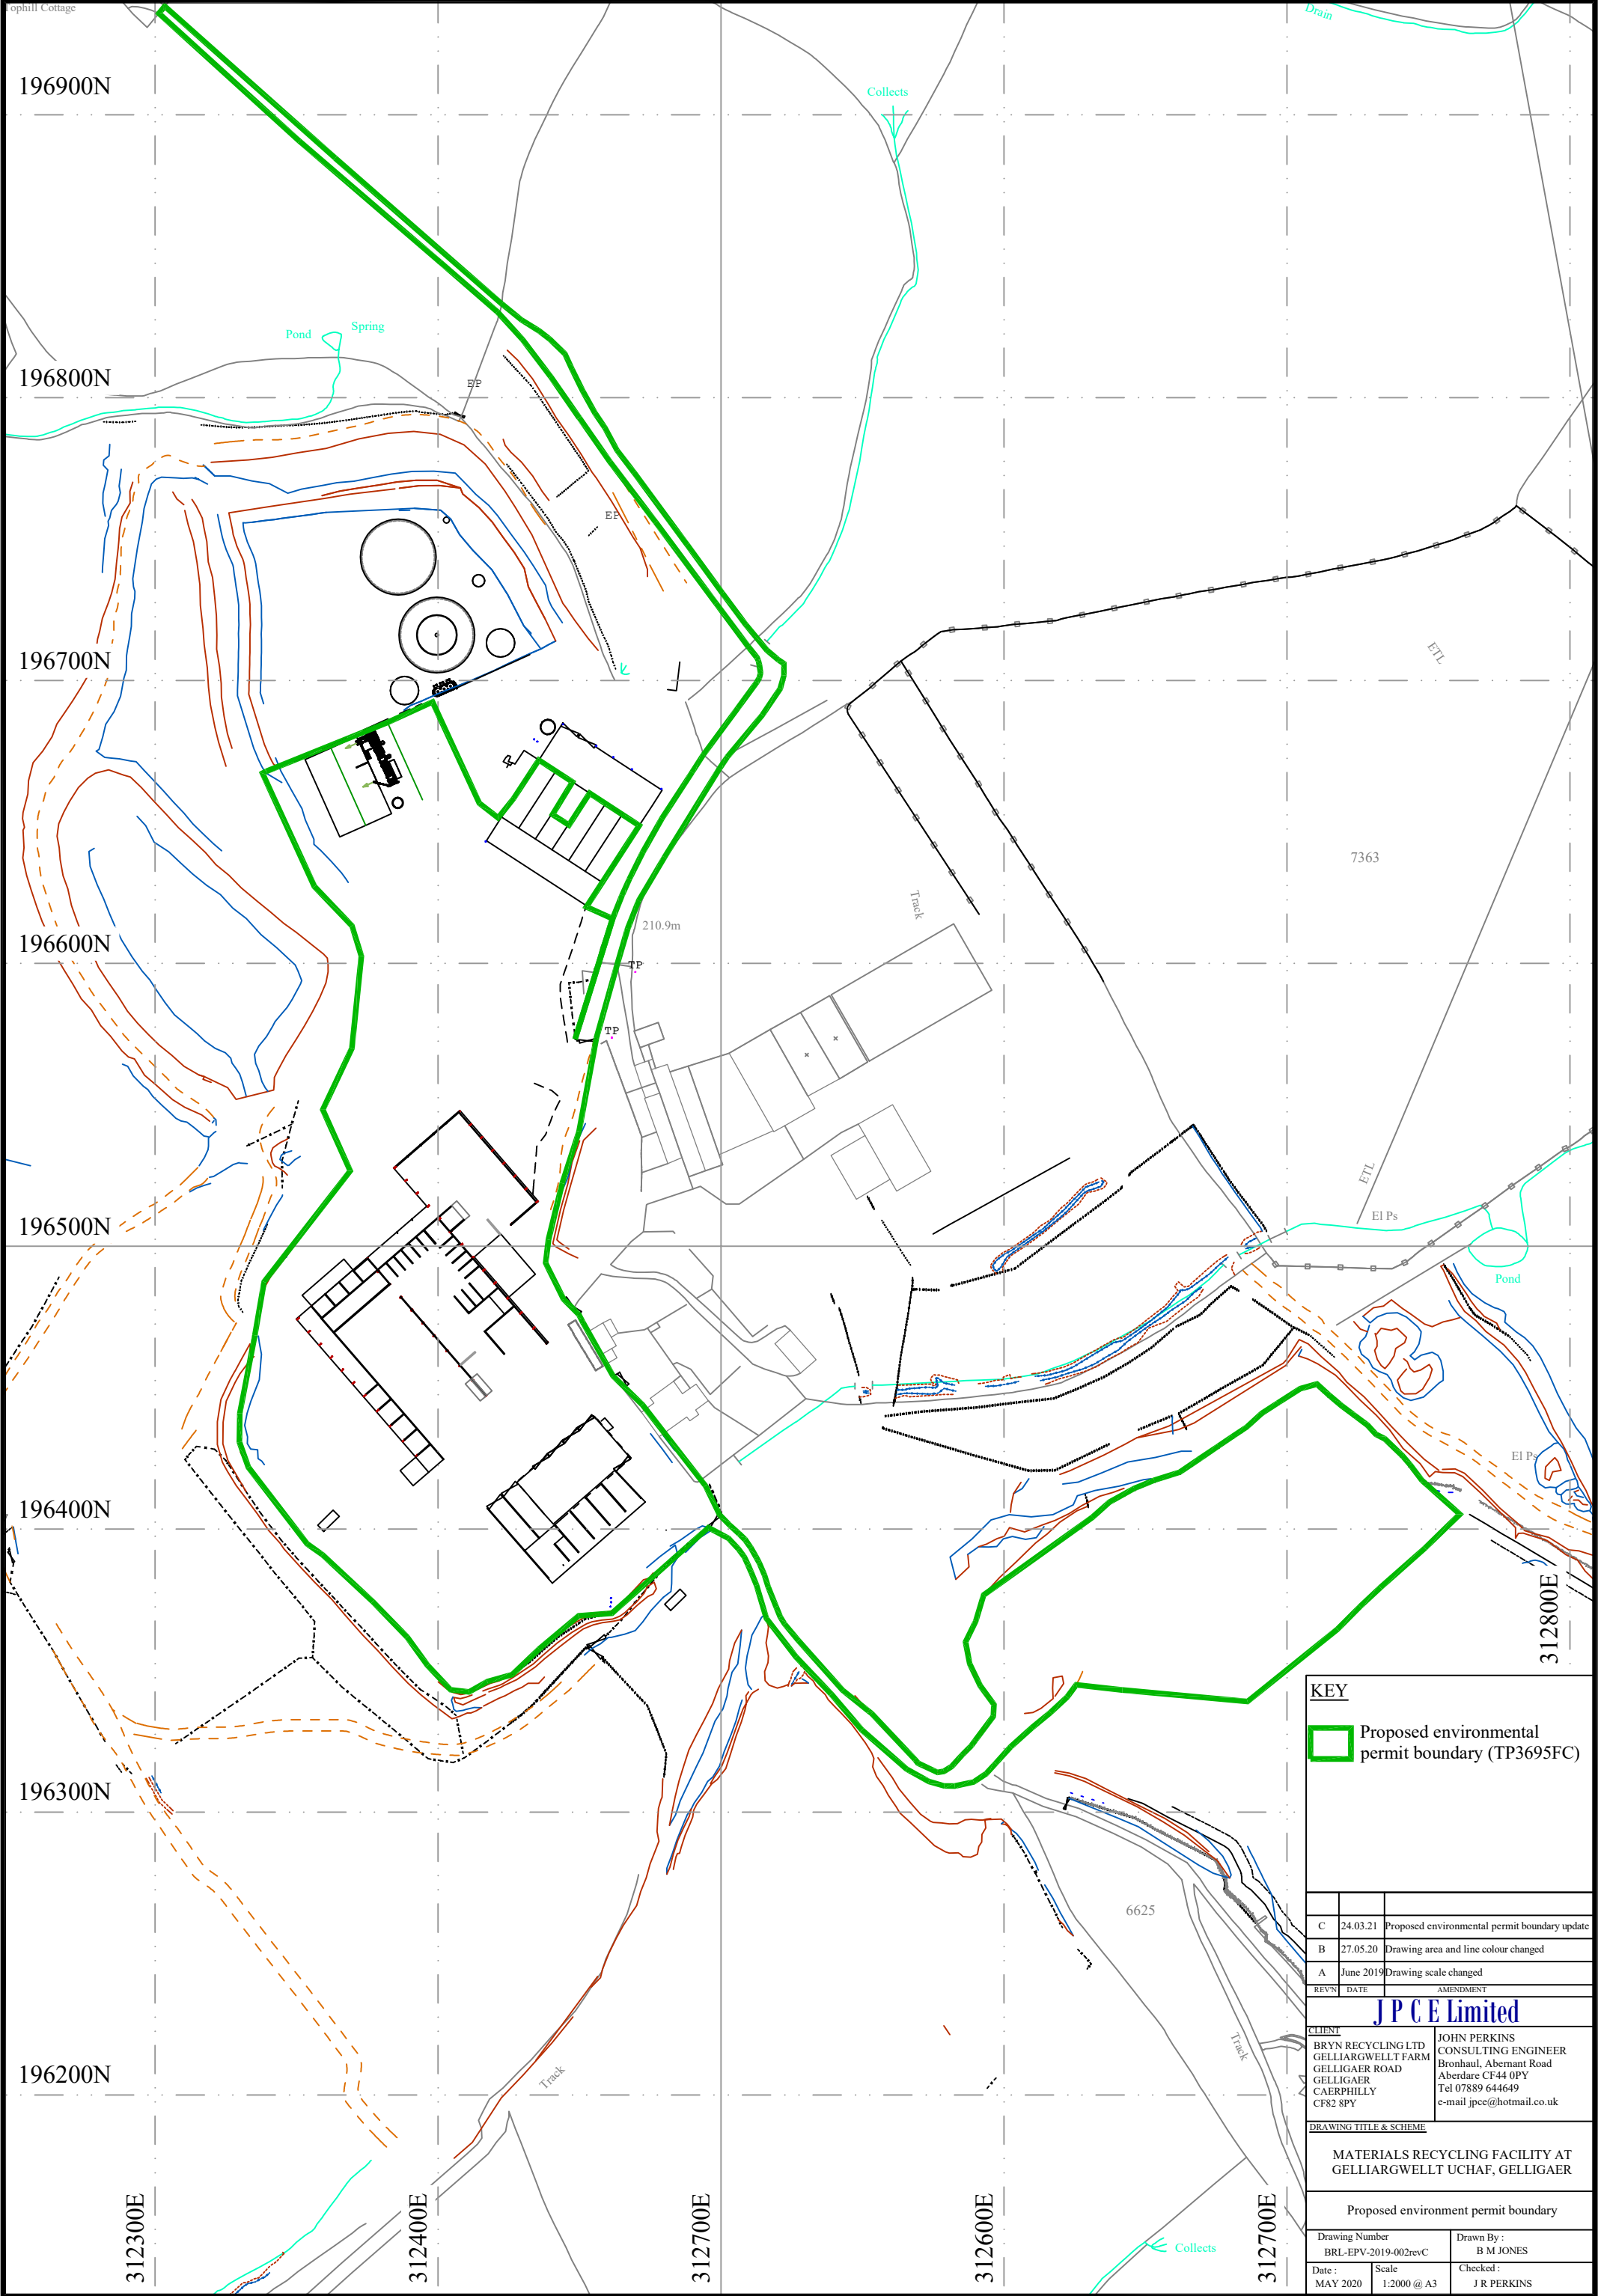 Tophill Cottage
Drain
196900N
Collects
Pond
Spring
196800N
EP
EP
196700N
ETL
7363
Track
196600N
210.9m
TP
TP
ETL
196500N
El Ps
Pond
El Ps
196400N
312800E
196300N
6625
196200N
Track
Track
Collects
312300E
312400E
312700E
312600E
312700E
KEY
Proposed environmental
permit boundary (TP3695FC)
C 24.03.21 Proposed environmental permit boundary update
B 27.05.20 Drawing area and line colour changed
A June 2019 Drawing scale changed
REV'N DATE AMENDMENT
J P C E Limited
CLIENT
BRYN RECYCLING LTD
GELLIARGWELLT FARM
GELLIGAER ROAD
GELLIGAER
CAERPHILLY
CF82 8PY
JOHN PERKINS
CONSULTING ENGINEER
Bronhaul, Abernant Road
Aberdare CF44 0PY
Tel 07889 644649
e-mail jpce@hotmail.co.uk
DRAWING TITLE & SCHEME
MATERIALS RECYCLING FACILITY AT
GELLIARGWELLT UCHAF, GELLIGAER
Proposed environment permit boundary
Drawing Number
BRL-EPV-2019-002revC
Drawn By :
B M JONES
Date :
MAY 2020
Scale
1:2000 @ A3
Checked :
J R PERKINS